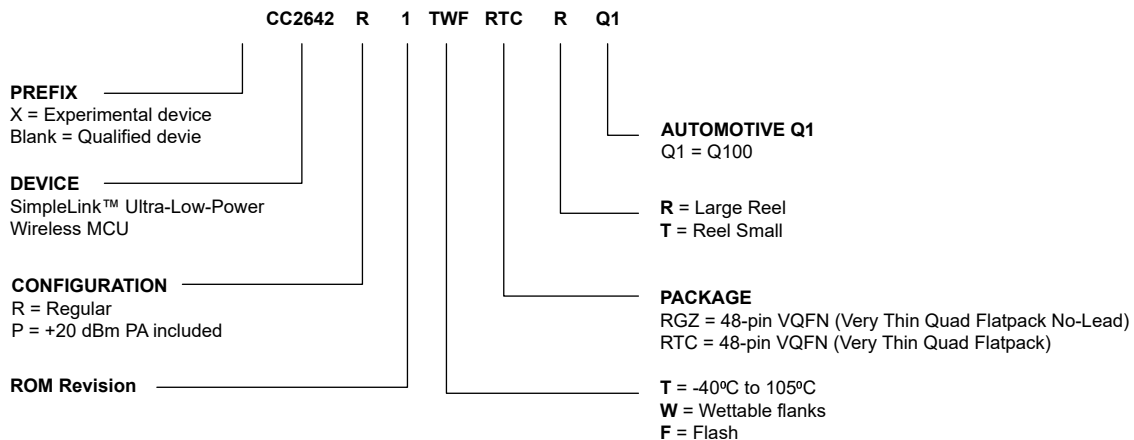 CC2642 R 1 TWF RTC R Q1
PREFIX
X = Experimental device
Blank = Qualified devie
DEVICE
SimpleLink™ Ultra-Low-Power
Wireless MCU
CONFIGURATION
R = Regular
P = +20 dBm PA included
ROM Revision
AUTOMOTIVE Q1
Q1 = Q100
R = Large Reel
T = Reel Small
PACKAGE
RGZ = 48-pin VQFN (Very Thin Quad Flatpack No-Lead)
RTC = 48-pin VQFN (Very Thin Quad Flatpack)
T = -40ºC to 105ºC
W = Wettable flanks
F = Flash